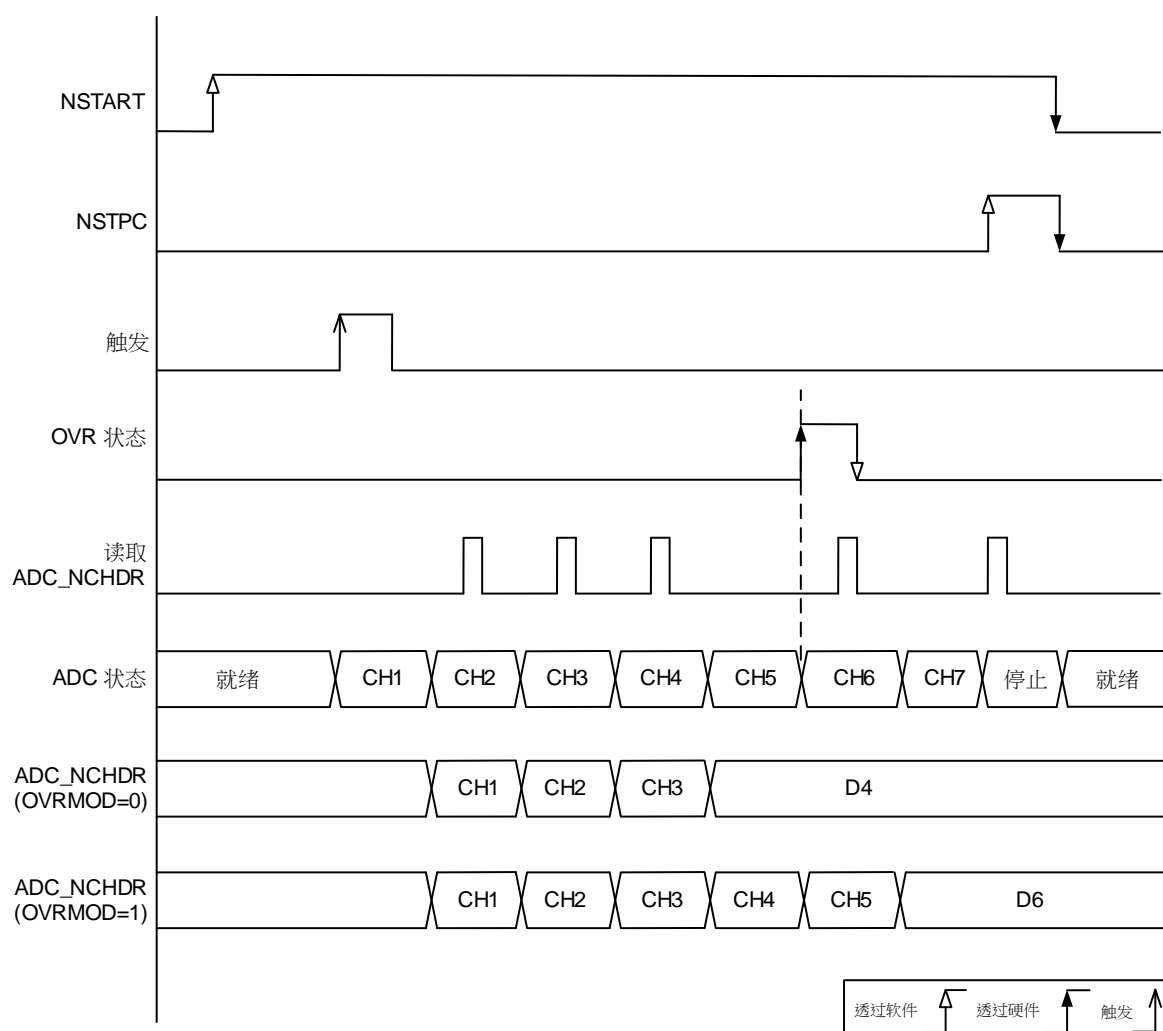 NSTART
NSTPC
触发
OVR 状态
读取
ADC_NCHDR
ADC 状态
就绪 CH1 CH2 CH3 CH4 CH5 CH6 CH7 停止 就绪
ADC_NCHDR
(OVRMOD=0)
CH1 CH2 CH3 D4
ADC_NCHDR
(OVRMOD=1)
CH1 CH2 CH3 CH4 CH5 D6
透过软件 透过硬件 触发